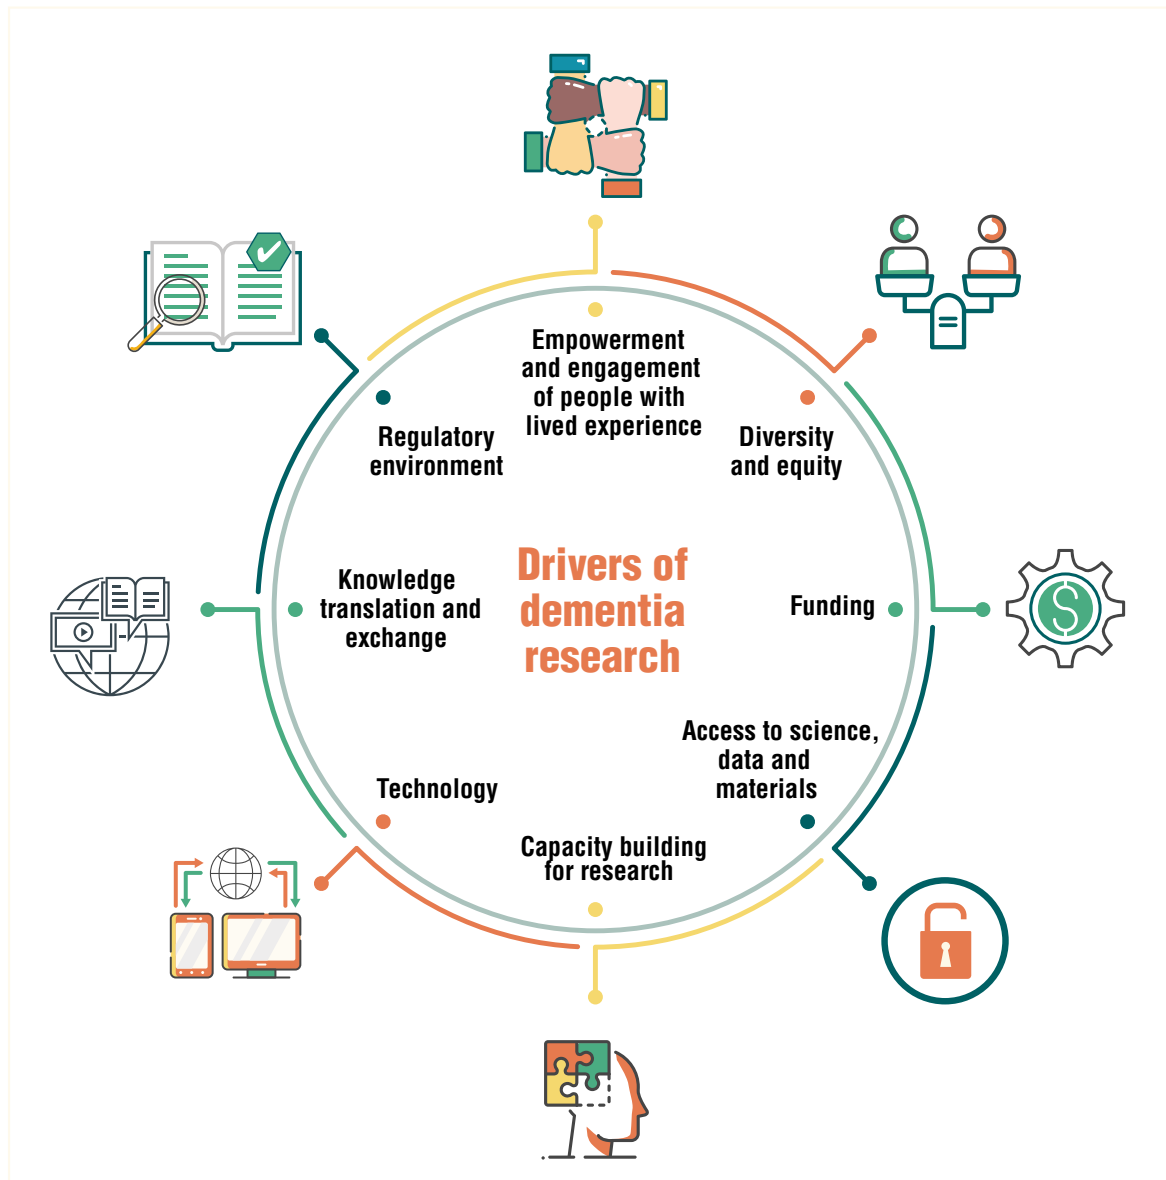 Empowerment
and engagement
of people with
lived experience
Diversity
and equity
Funding
Access to science,
data and
materials
Capacity building
for research
Technology
Knowledge
translation and
exchange
Regulatory
environment
Drivers of
dementia
research